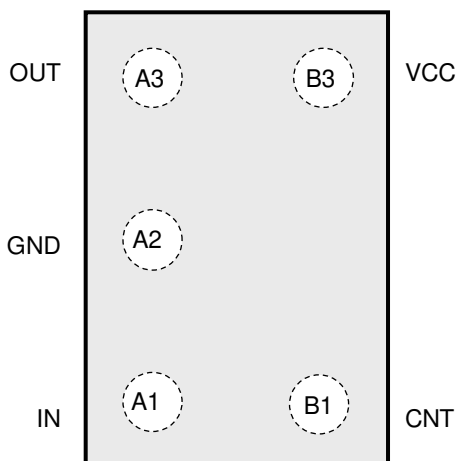 OUT A3 B3 VCC
GND A2
IN A1 B1 CNT